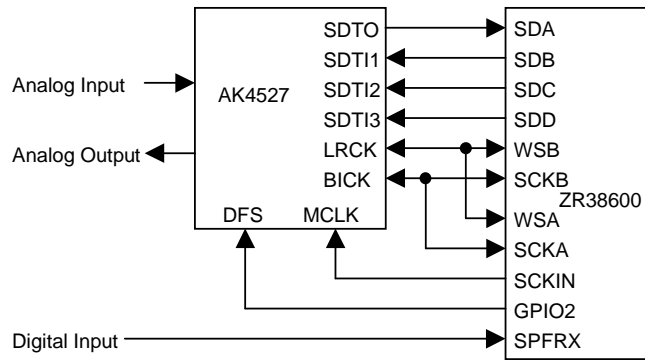 SDTO
SDA
SDTI1
SDB
Analog Input
AK4527
SDTI2
SDC
SDTI3
SDD
Analog Output
LRCK
WSB
BICK
SCKB
ZR38600
DFS
MCLK
WSA
SCKA
SCKIN
GPIO2
Digital Input
SPFRX